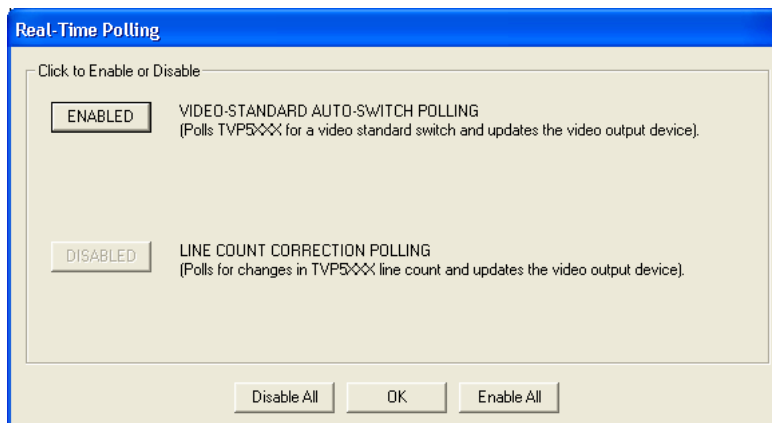 Real-Time Polling
Click to Enable or Disable
ENABLED
VIDEO-STANDARD AUTO-SWITCH POLLING
(Polls TVP5XXX for a video standard switch and updates the video output device).
DISABLED
LINE COUNT CORRECTION POLLING
(Polls for changes in TVP5XXX line count and updates the video output device).
Disable All
OK
Enable All